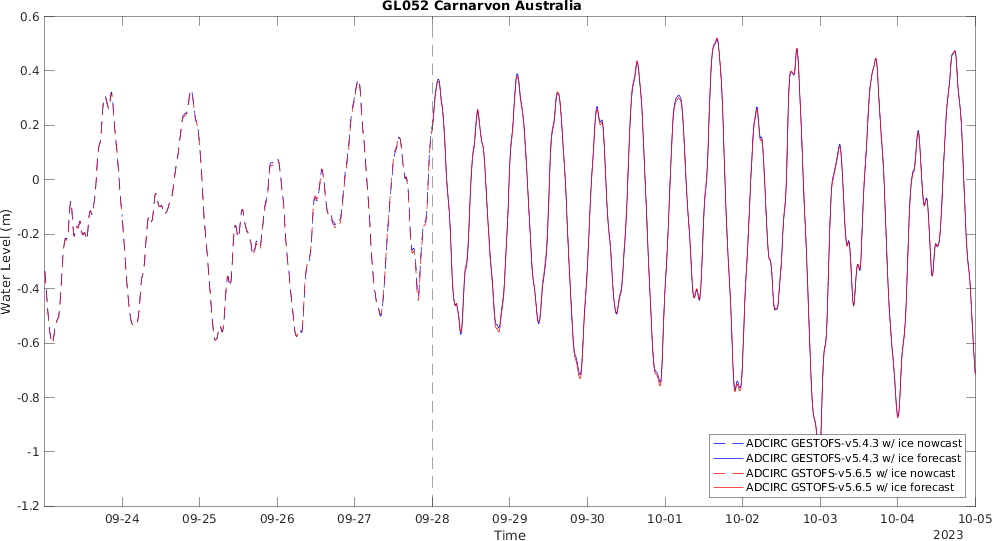 GL052 Carnarvon Australia
0.6
0.4
0.2
0
-0.2
-0.4
-0.6
-0.8
-1
-1.2
Water Level (m)
ADCIRC GESTOFS-v5.4.3 w/ ice nowcast
ADCIRC GESTOFS-v5.4.3 w/ ice forecast
ADCIRC GSTOFS-v5.6.5 w/ ice nowcast
ADCIRC GSTOFS-v5.6.5 w/ ice forecast
09-24 09-25 09-26 09-27 09-28 09-29 09-30 10-01 10-02 10-03 10-04 10-05
Time
2023